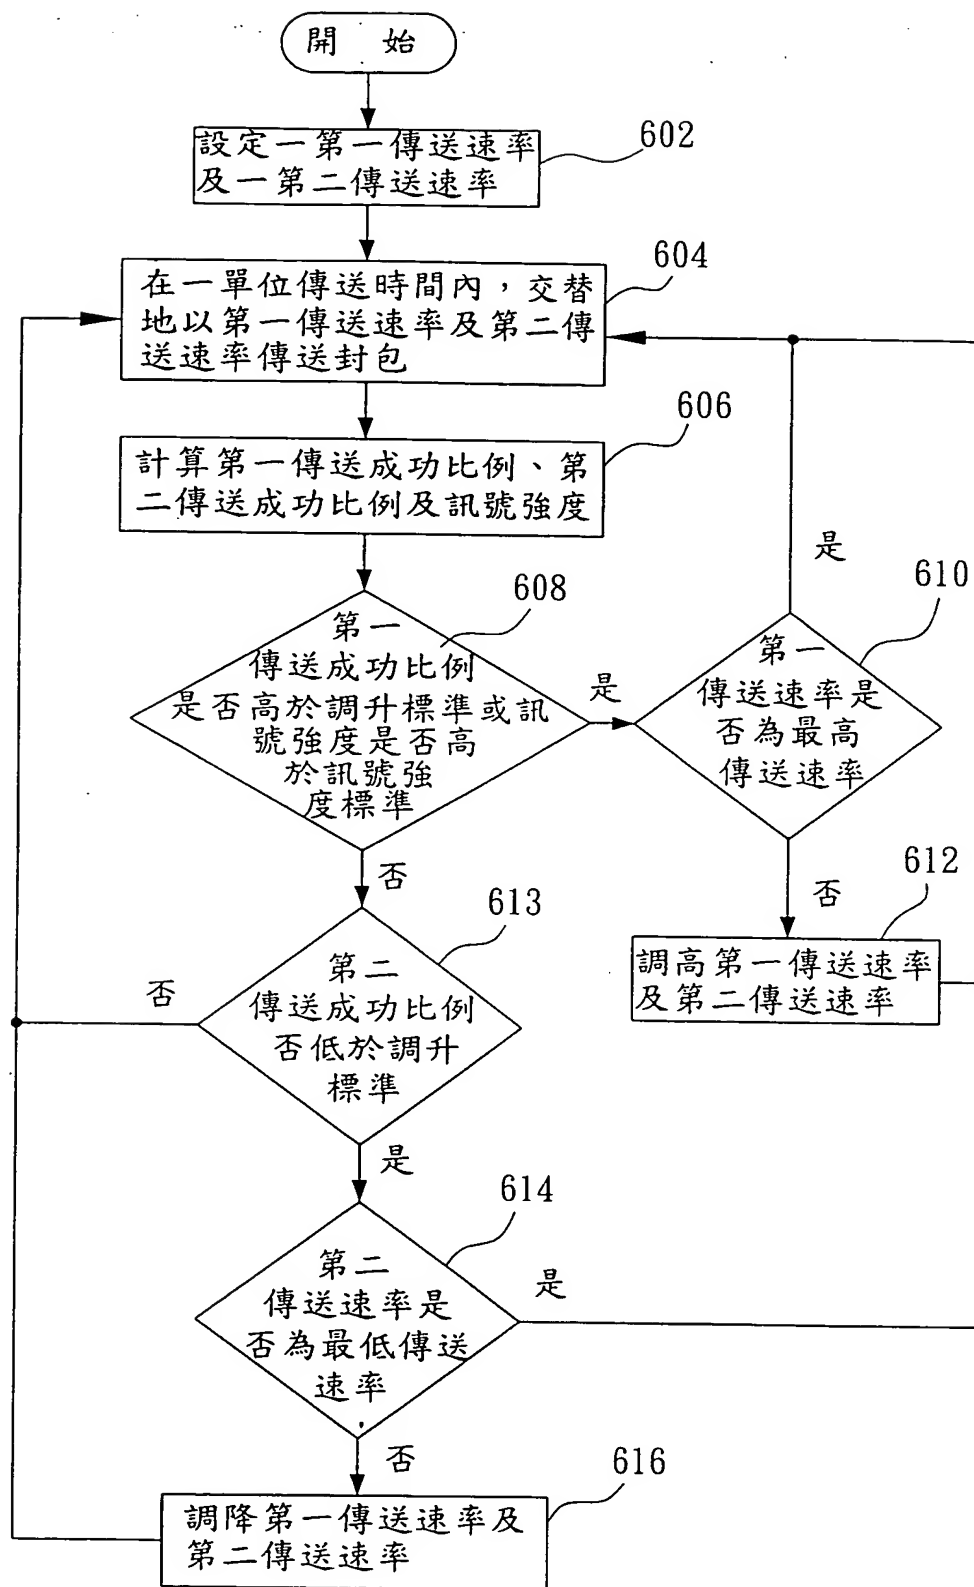 開 始
602
設定一第一傳送速率
及一第二傳送速率
604
在一單位傳送時間內，交替
地以第一傳送速率及第二傳
送速率傳送封包
606
計算第一傳送成功比例、第
二傳送成功比例及訊號強度
608
第一
傳送成功比例
是否高於調升標準或訊
號強度是否高
於訊號強
度標準
是
是
610
第一
傳送速率是
否為最高
傳送速率
否
612
調高第一傳送速率
及第二傳送速率
否
613
第二
傳送成功比例
否低於調升
標準
否
是
614
第二
傳送速率是
否為最低傳送
速率
是
否
616
調降第一傳送速率及
第二傳送速率